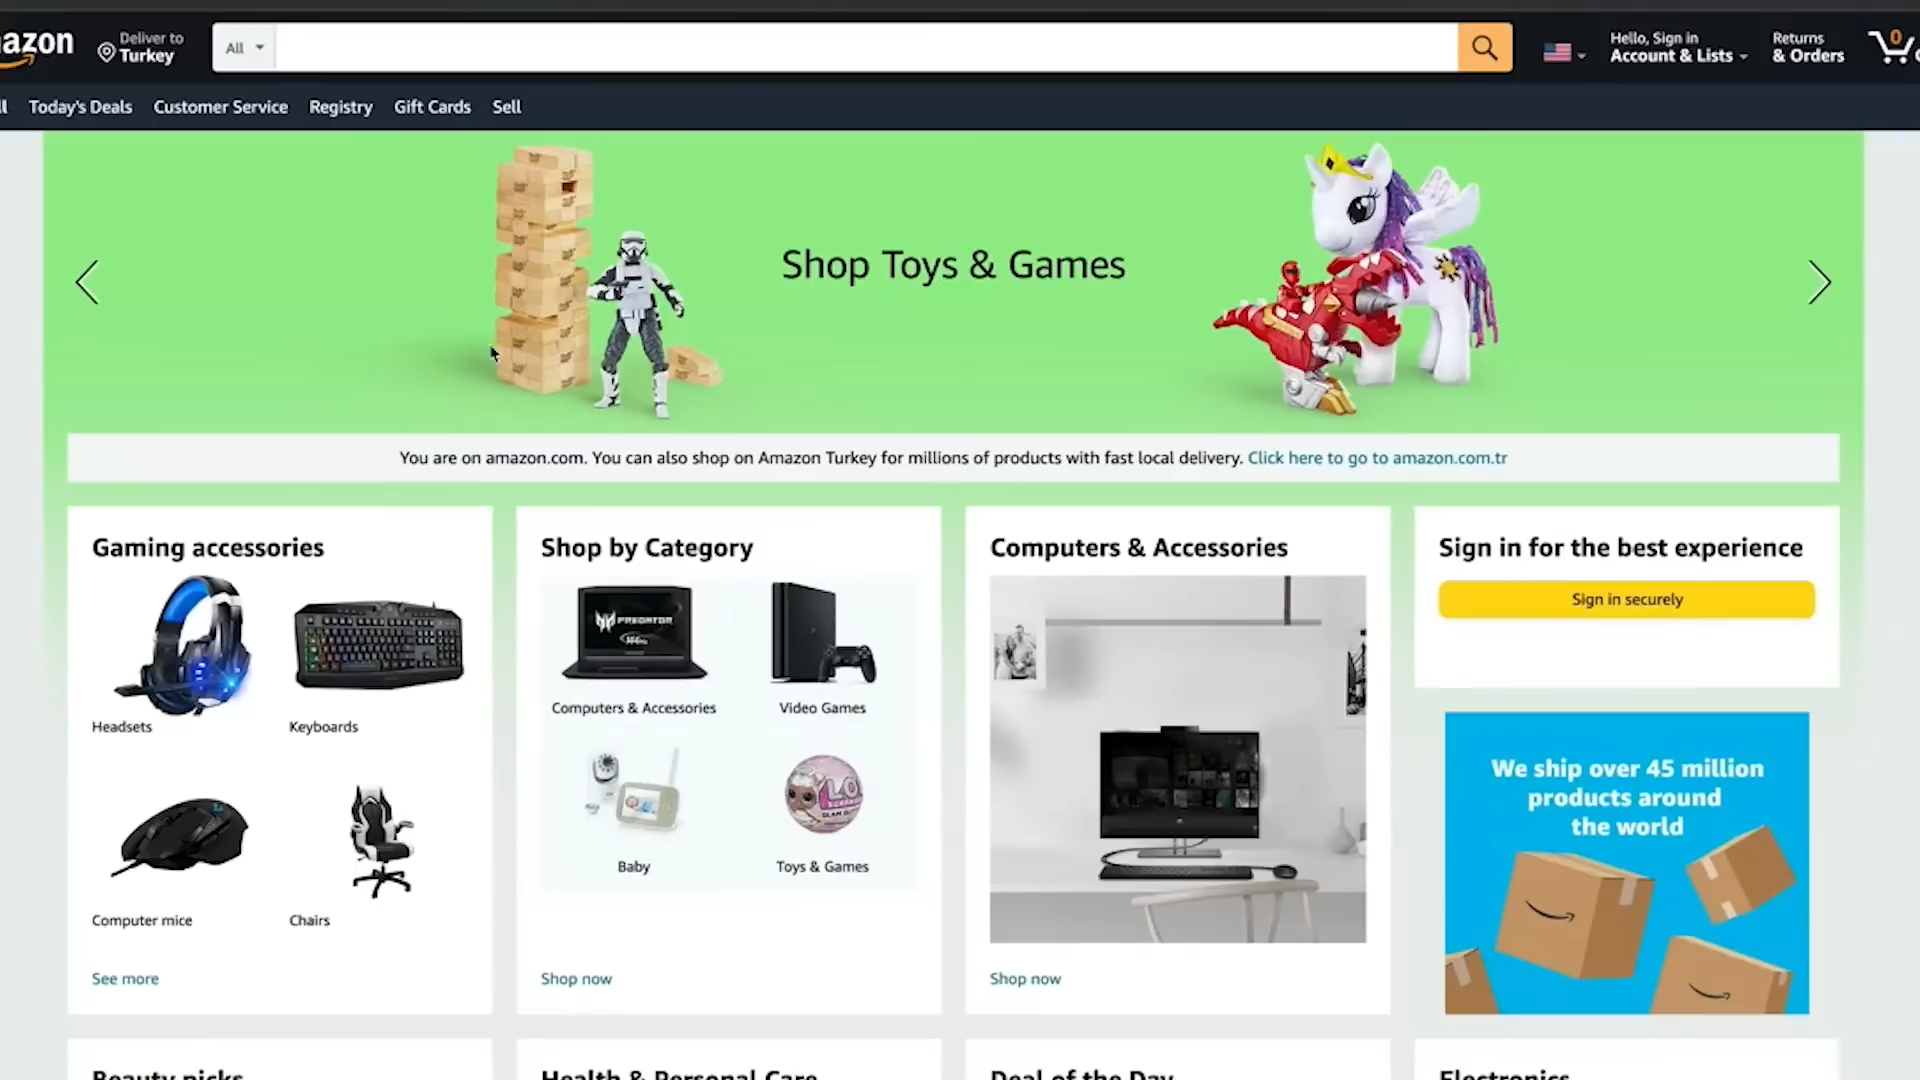 azon
Deliver to
Turkey
All
Hello, Sign in
Account & Lists
Returns
& Orders
0
Today's Deals
Customer Service
Registry
Gift Cards
Sell
Shop Toys & Games
You are on amazon.com. You can also shop on Amazon Turkey for millions of products with fast local delivery. Click here to go to amazon.com.tr
Gaming accessories
Headsets
Keyboards
Computer mice
Chairs
See more
Shop by Category
PREDATOR
Computers & Accessories
Video Games
Baby
Toys & Games
Shop now
Computers & Accessories
Shop now
Sign in for the best experience
Sign in securely
We ship over 45 million
products around
the world
Beauty picks
Health & Personal Care
Deal of the Day
Electronics